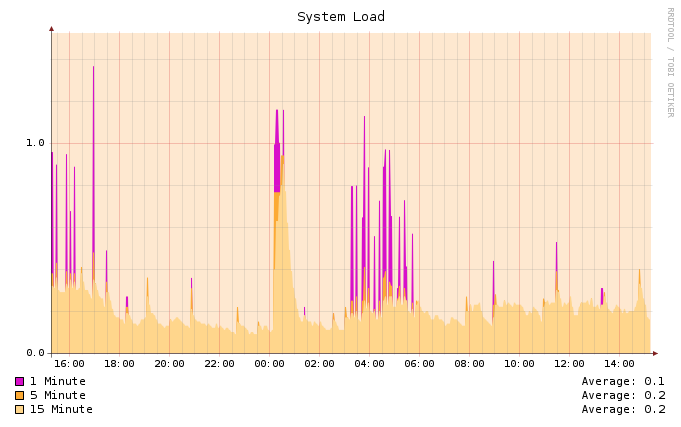 System Load
RRDTOOL / TOBI OETIKER
1.0
0.0
16:00 18:00 20:00 22:00 00:00 02:00 04:00 06:00 08:00 10:00 12:00 14:00
1 Minute Average: 0.1
5 Minute Average: 0.2
15 Minute Average: 0.2